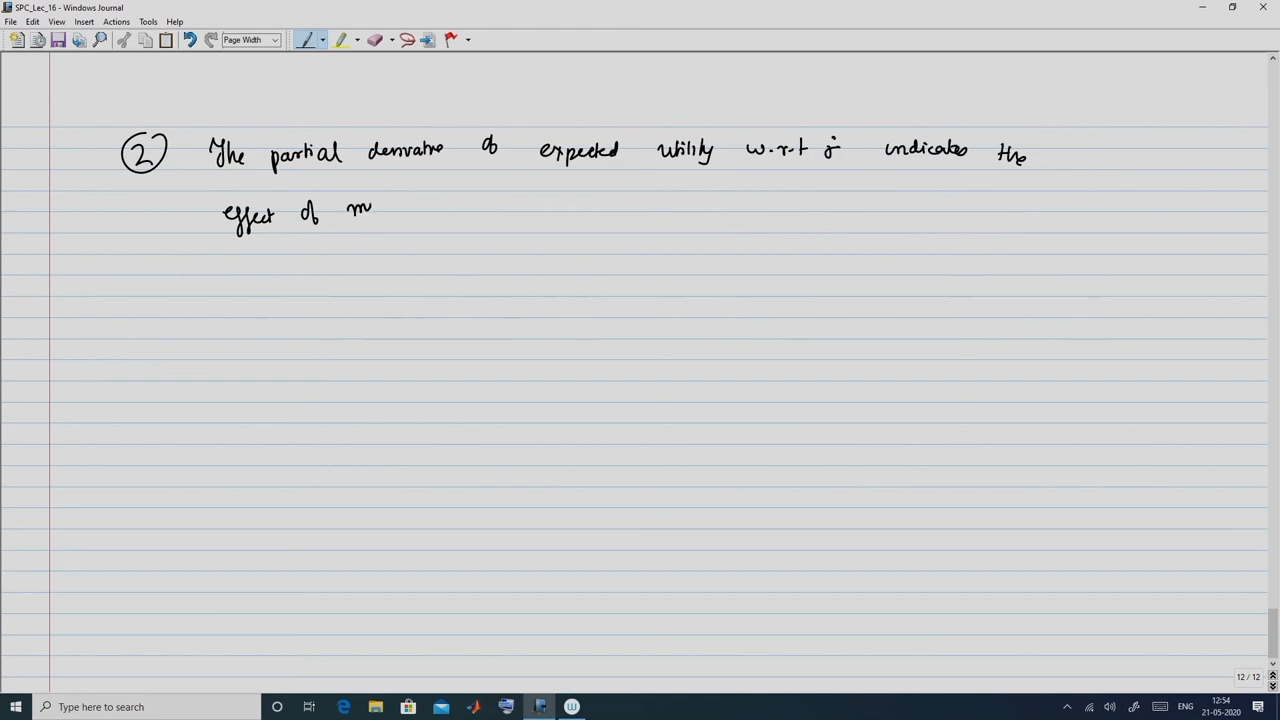 SPC_Lec_16 - Windows Journal
File Edit View Insert Actions Tools Help
Page Width
2 The partial derivative of expected utility w.r.t j indicates the
effect of m
12 / 12
Type here to search
ENG
12:54
21-05-2020